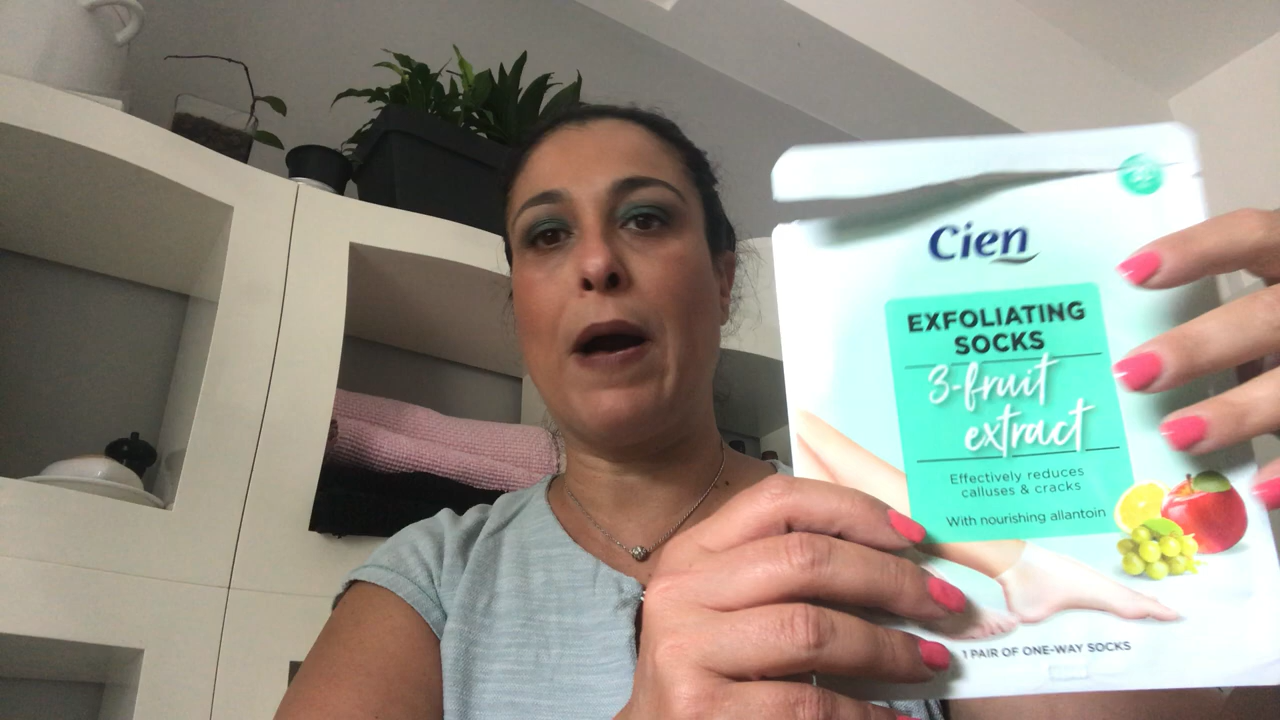 Cien
EXFOLIATING
SOCKS
3-fruit
extract
Effectively reduces
calluses & cracks
With nourishing allantoin
1 PAIR OF ONE-WAY SOCKS